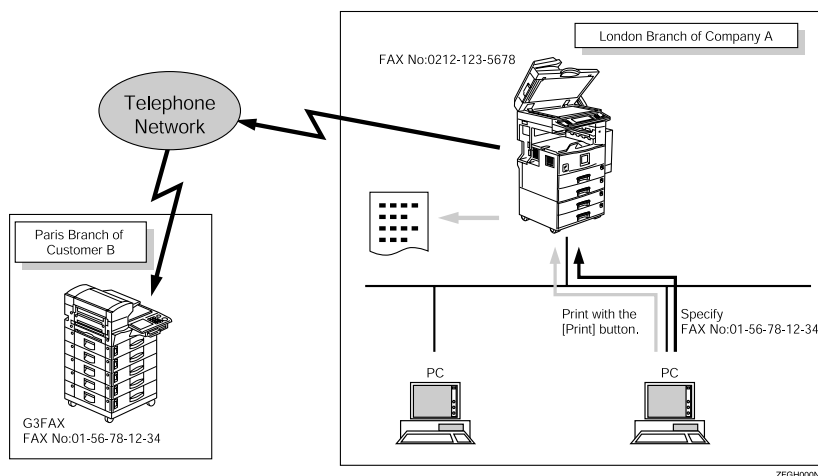 London Branch of Company A
FAX No:0212-123-5678
Telephone
Network
Paris Branch of
Customer B
G3FAX
FAX No:01-56-78-12-34
Print with the
[Print] button.
Specify
FAX No:01-56-78-12-34
PC
PC
ZEGH000N